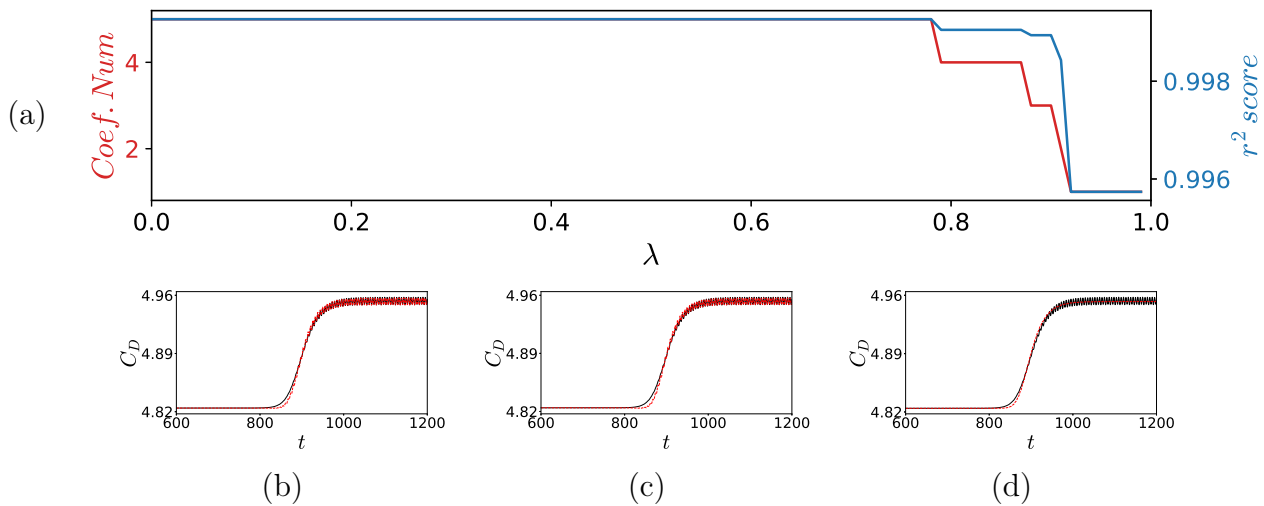 (a)
Coef. Num
4
2
0.998
0.996
r² score
0.0 0.2 0.4 0.6 0.8 1.0
λ
4.96
4.89
4.82
C_D
600 800 1000 1200
t
(b)
4.96
4.89
4.82
C_D
600 800 1000 1200
t
(c)
4.96
4.89
4.82
C_D
600 800 1000 1200
t
(d)